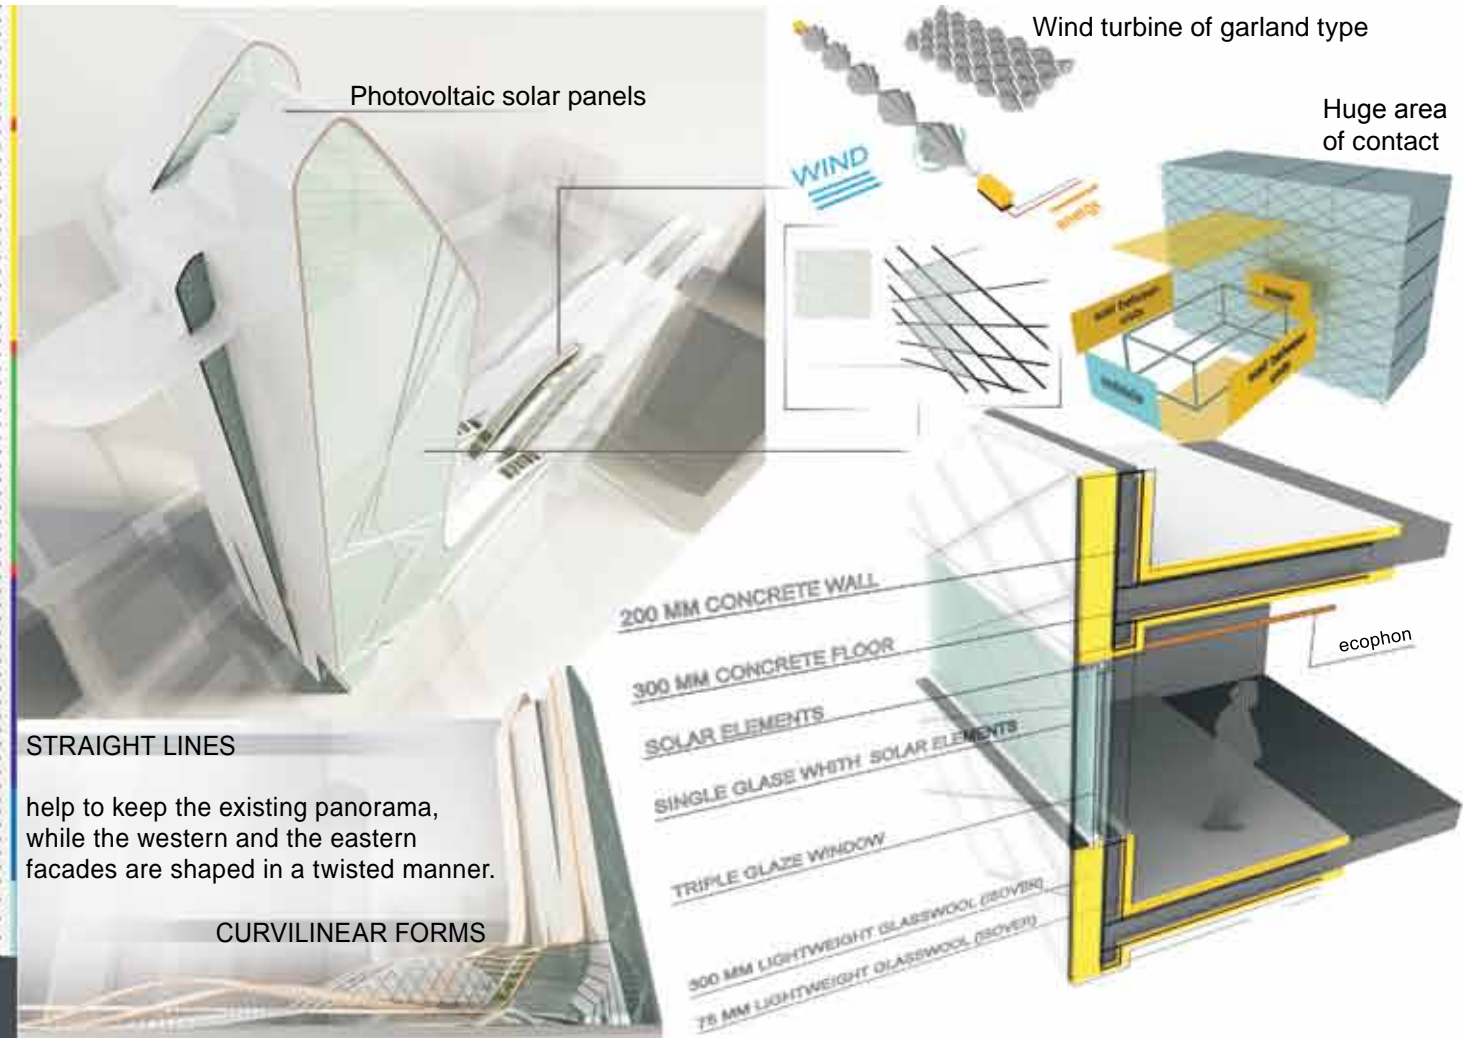 Photovoltaic solar panels
Wind turbine of garland type
Huge area
of contact
WIND
energy
200 MM CONCRETE WALL
300 MM CONCRETE FLOOR
SOLAR ELEMENTS
SINGLE GLASE WHITH SOLAR ELEMENTS
TRIPLE GLAZE WINDOW
300 MM LIGHTWEIGHT GLASSWOOL (ISOVER)
75 MM LIGHTWEIGHT GLASSWOOL (ISOVER)
ecophon
STRAIGHT LINES
help to keep the existing panorama,
while the western and the eastern
facades are shaped in a twisted manner.
CURVILINEAR FORMS